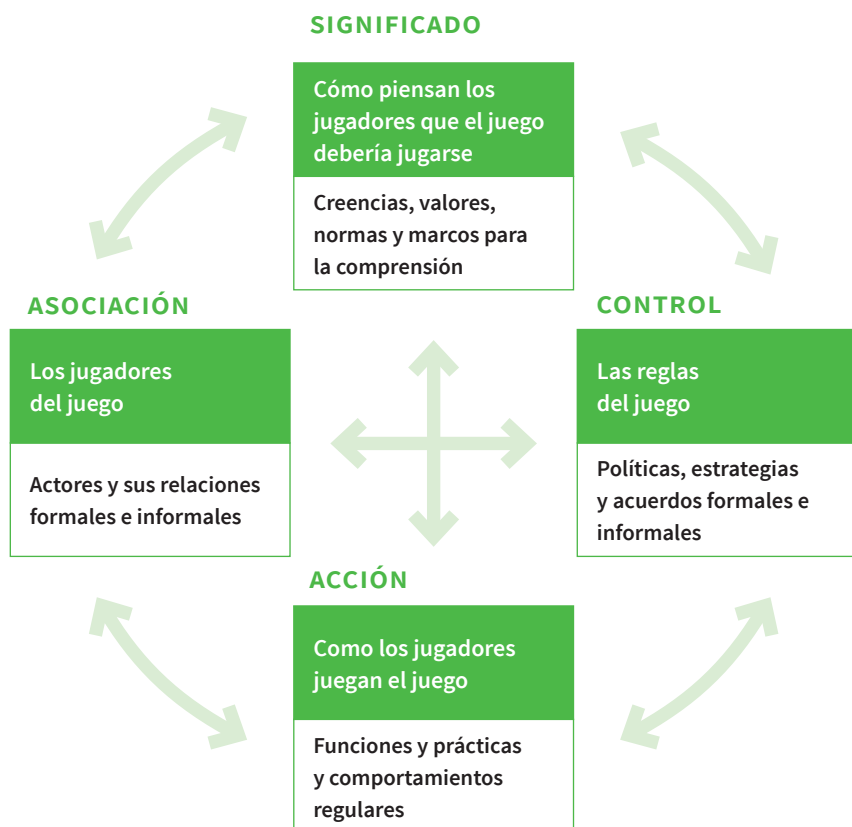 SIGNIFICADO
Cómo piensan los
jugadores que el juego
debería jugarse
Creencias, valores,
normas y marcos para
la comprensión
ASOCIACIÓN
Los jugadores
del juego
Actores y sus relaciones
formales e informales
CONTROL
Las reglas
del juego
Políticas, estrategias
y acuerdos formales e
informales
ACCIÓN
Como los jugadores
juegan el juego
Funciones y prácticas
y comportamientos
regulares